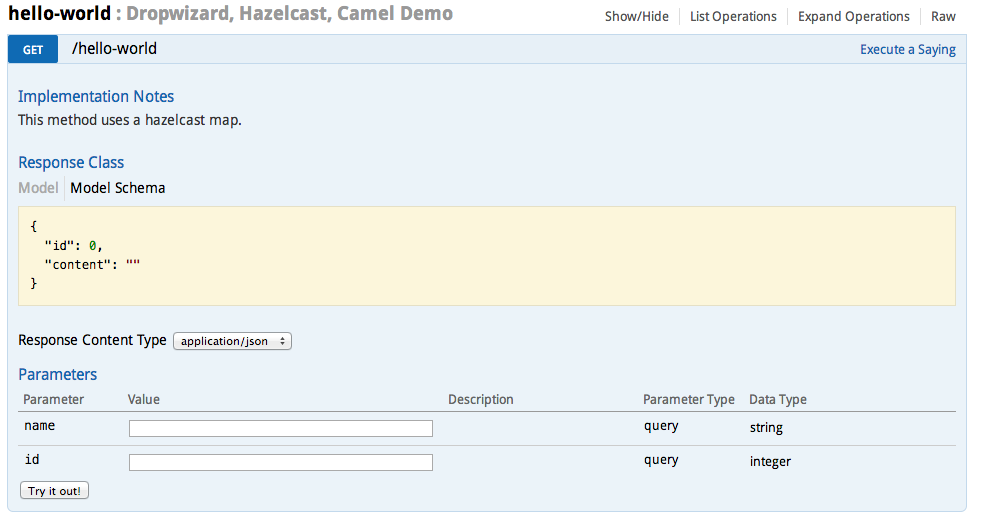 hello-world : Dropwizard, Hazelcast, Camel Demo Show/Hide List Operations Expand Operations Raw
GET /hello-world Execute a Saying
Implementation Notes
This method uses a hazelcast map.
Response Class
Model Model Schema
{
"id": 0,
"content": ""
}
Response Content Type application/json
Parameters
Parameter Value Description Parameter Type Data Type
name query string
id query integer
Try it out!